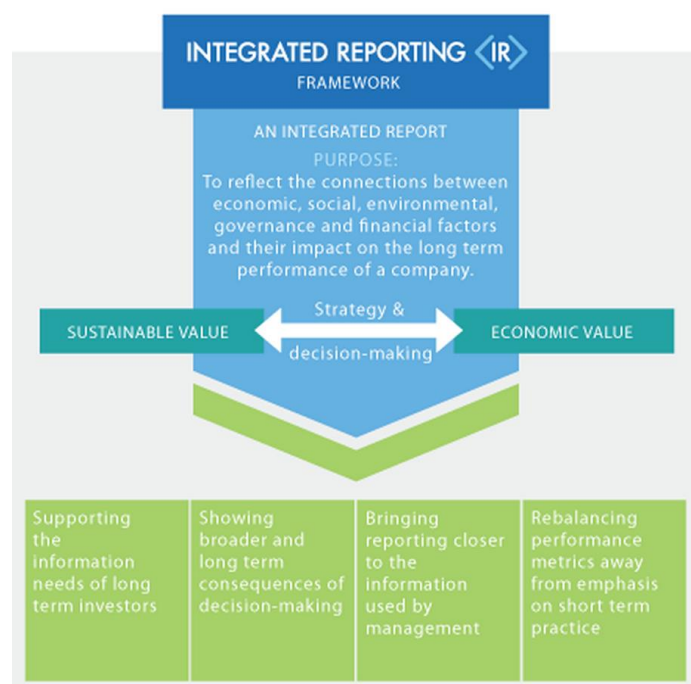 INTEGRATED REPORTING <IR>
FRAMEWORK
AN INTEGRATED REPORT
PURPOSE:
To reflect the connections between
economic, social, environmental,
governance and financial factors
and their impact on the long term
performance of a company.
SUSTAINABLE VALUE
Strategy &
decision-making
ECONOMIC VALUE
Supporting
the
information
needs of long
term investors
Showing
broader and
long term
consequences of
decision-making
Bringing
reporting closer
to the
information
used by
management
Rebalancing
performance
metrics away
from emphasis
on short term
practice